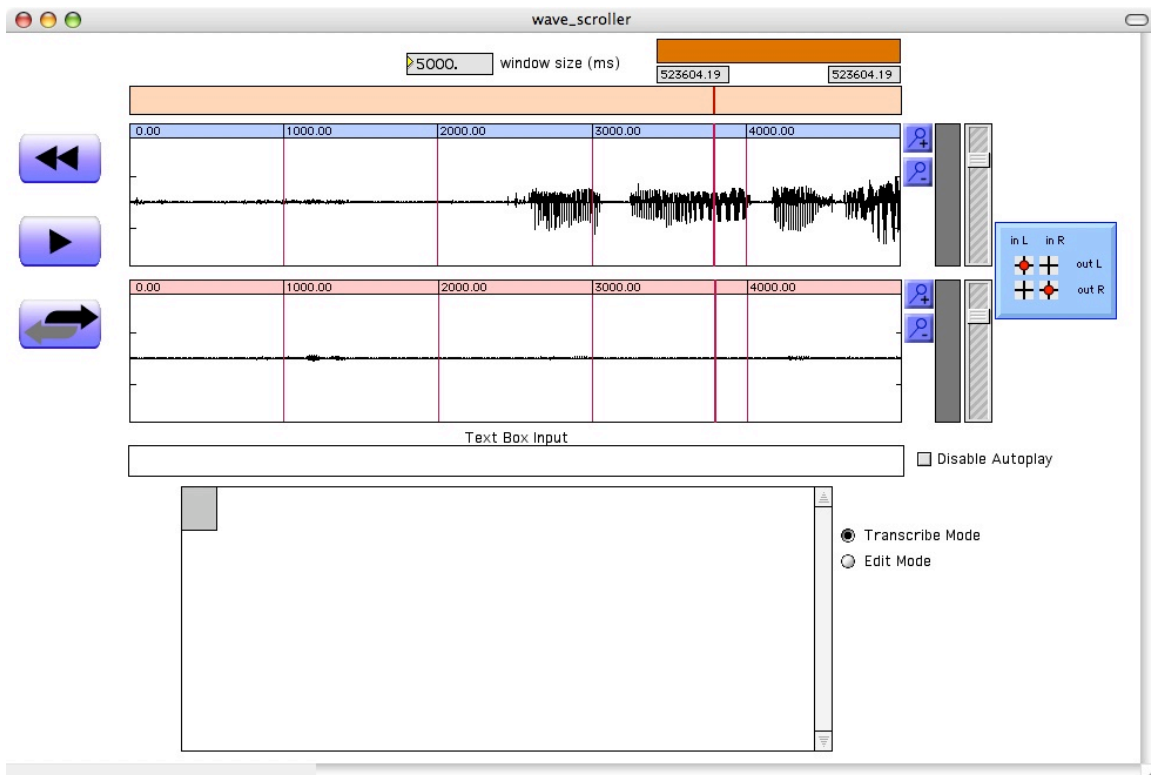 wave_scroller
5000. window size (ms)
523604.19 523604.19
0.00 1000.00 2000.00 3000.00 4000.00
in L in R
out L
out R
0.00 1000.00 2000.00 3000.00 4000.00
Text Box Input
Disable Autoplay
Transcribe Mode
Edit Mode